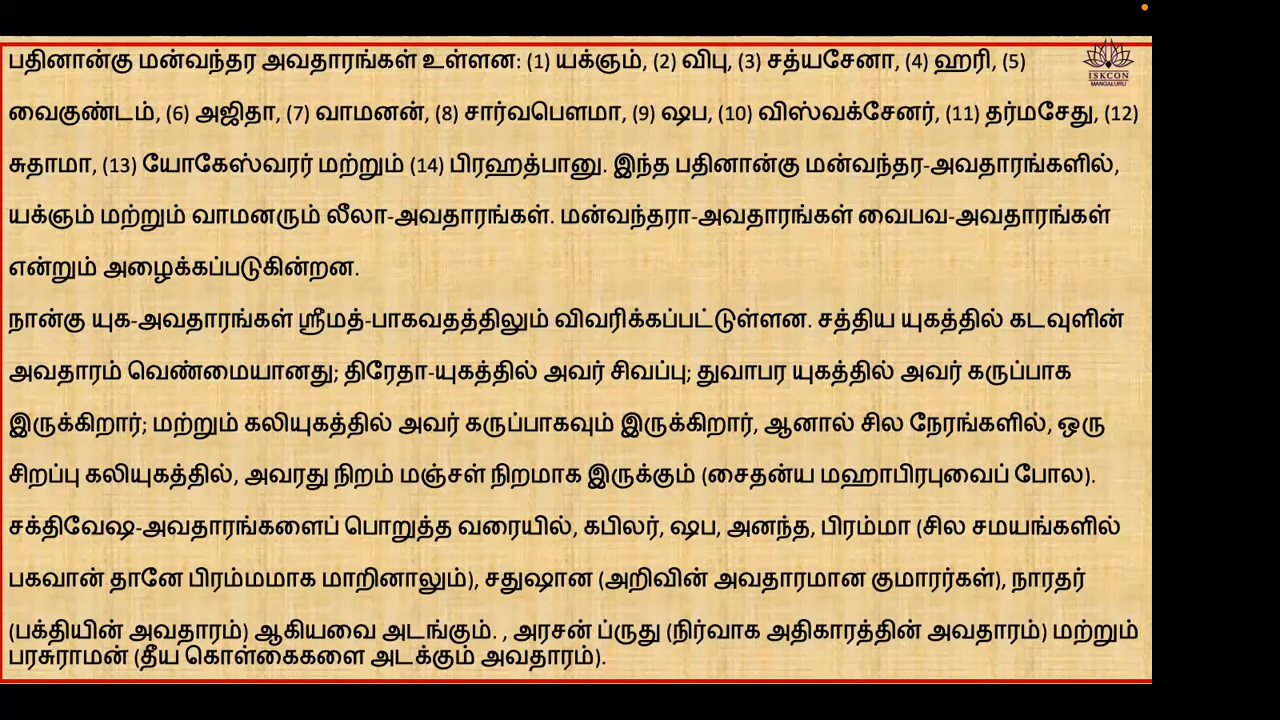 பதினான்கு மன்வந்தர அவதாரங்கள் உள்ளன: (1) யக்ஞம், (2) விபு, (3) சத்யசேனா, (4) ஹரி, (5)
வைகுண்டம், (6) அஜிதா, (7) வாமனன், (8) சார்வபௌமா, (9) ஷப, (10) விஸ்வக்சேனர், (11) தர்மசேது, (12)
சுதாமா, (13) யோகேஸ்வரர் மற்றும் (14) பிரஹத்பானு. இந்த பதினான்கு மன்வந்தர-அவதாரங்களில்,
யக்ஞம் மற்றும் வாமனரும் லீலா-அவதாரங்கள். மன்வந்தரா-அவதாரங்கள் வைபவ-அவதாரங்கள்
என்றும் அழைக்கப்படுகின்றன.
நான்கு யுக-அவதாரங்கள் ஸ்ரீமத்-பாகவதத்திலும் விவரிக்கப்பட்டுள்ளன. சத்திய யுகத்தில் கடவுளின்
அவதாரம் வெண்மையானது; திரேதா-யுகத்தில் அவர் சிவப்பு; துவாபர யுகத்தில் அவர் கருப்பாக
இருக்கிறார்; மற்றும் கலியுகத்தில் அவர் கருப்பாகவும் இருக்கிறார், ஆனால் சில நேரங்களில், ஒரு
சிறப்பு கலியுகத்தில், அவரது நிறம் மஞ்சள் நிறமாக இருக்கும் (சைதன்ய மஹாபிரபுவைப் போல).
சக்திவேஷ-அவதாரங்களைப் பொறுத்த வரையில், கபிலர், ஷப, அனந்த, பிரம்மா (சில சமயங்களில்
பகவான் தானே பிரம்மமாக மாறினாலும்), சதுஷான (அறிவின் அவதாரமான குமாரர்கள்), நாரதர்
(பக்தியின் அவதாரம்) ஆகியவை அடங்கும். , அரசன் ப்ருது (நிர்வாக அதிகாரத்தின் அவதாரம்) மற்றும்
பரசுராமன் (தீய கொள்கைகளை அடக்கும் அவதாரம்).
ISKCON
MANGALURU